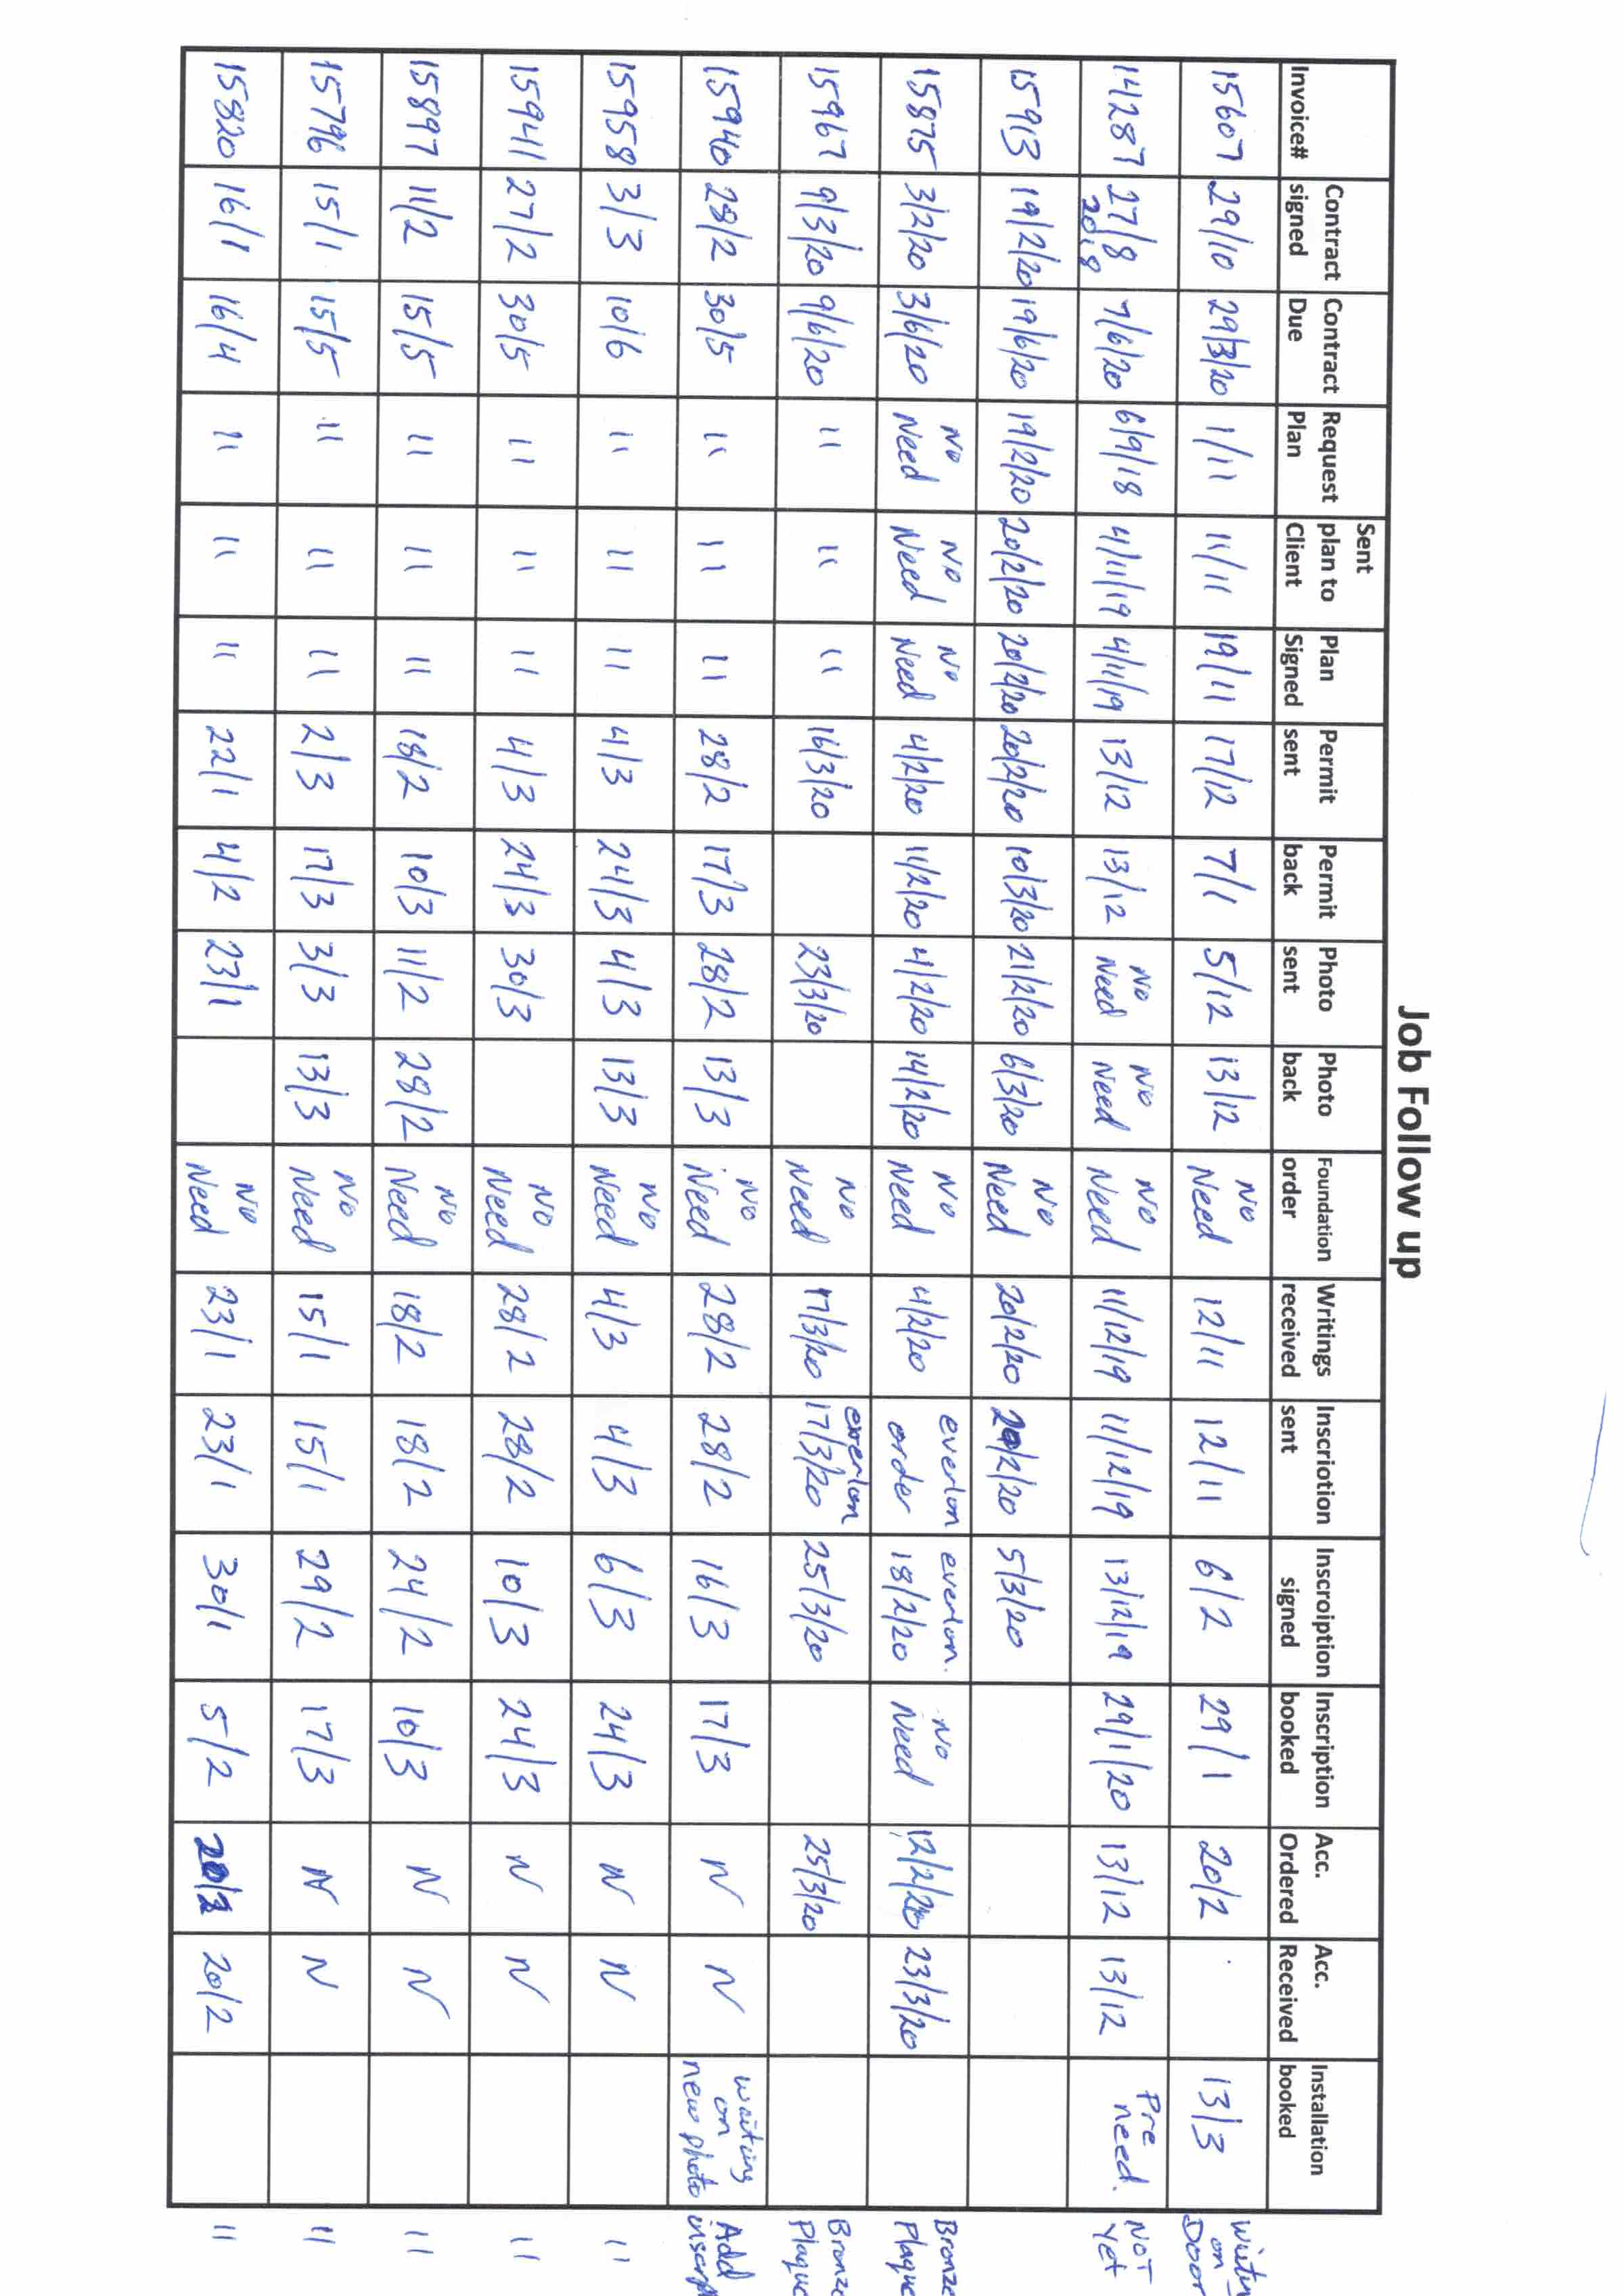 Job Follow up
Invoice# Contract signed Contract Due Request Plan Sent plan to Client Plan Signed Permit sent Permit back Photo sent Photo back Foundation order Writings received Inscriotion sent Inscroiption signed Inscription booked Acc. Ordered Acc. Received Installation booked
15607 29/10 29/3/20 1/11 11/11 19/11 17/12 7/1 5/12 13/12 No Need 12/11 12/11 6/2 29/1 20/2 13/3 on Door
14287 27/8 2018 7/6/20 6/9/18 4/11/19 4/11/19 13/12 13/12 No Need No Need No Need 11/12/19 11/12/19 13/12/19 29/1/20 13/12 13/12 Pre need. NOT Yet
15913 19/2/20 19/6/20 19/2/20 20/2/20 20/2/20 20/2/20 10/3/20 21/2/20 6/3/20 No Need 20/2/20 20/2/20 5/3/20
15875 3/2/20 3/6/20 No Need No Need No Need 4/2/20 11/2/20 4/2/20 14/2/20 No Need 4/2/20 everlon order everlon. 18/2/20 No Need 12/2/20 23/3/20 Bronze Plaque
15967 9/3/20 9/6/20 11 11 11 16/3/20 23/3/20 No Need 17/3/20 everlon 17/3/20 25/3/20 25/3/20 Bronze Plaque
15940 28/2 30/5 11 11 11 28/2 17/3 28/2 13/3 No Need 28/2 28/2 16/3 17/3 N N waiting on new photo Add inscrp
15958 3/3 10/6 11 11 11 4/3 24/3 4/3 13/3 No Need 4/3 4/3 6/3 24/3 N N 11
15941 27/2 30/5 11 11 11 4/3 24/3 30/3 No Need 28/2 28/2 10/3 24/3 N N 11
15897 11/2 15/5 11 11 11 18/2 10/3 11/2 28/2 No Need 18/2 18/2 24/2 10/3 N N 11
15796 15/1 15/5 11 11 11 2/3 17/3 3/3 13/3 No Need 15/1 15/1 29/2 17/3 N N 11
15820 16/1 16/4 11 11 11 22/1 4/2 23/1 No Need 23/1 23/1 30/1 5/2 20/2 11